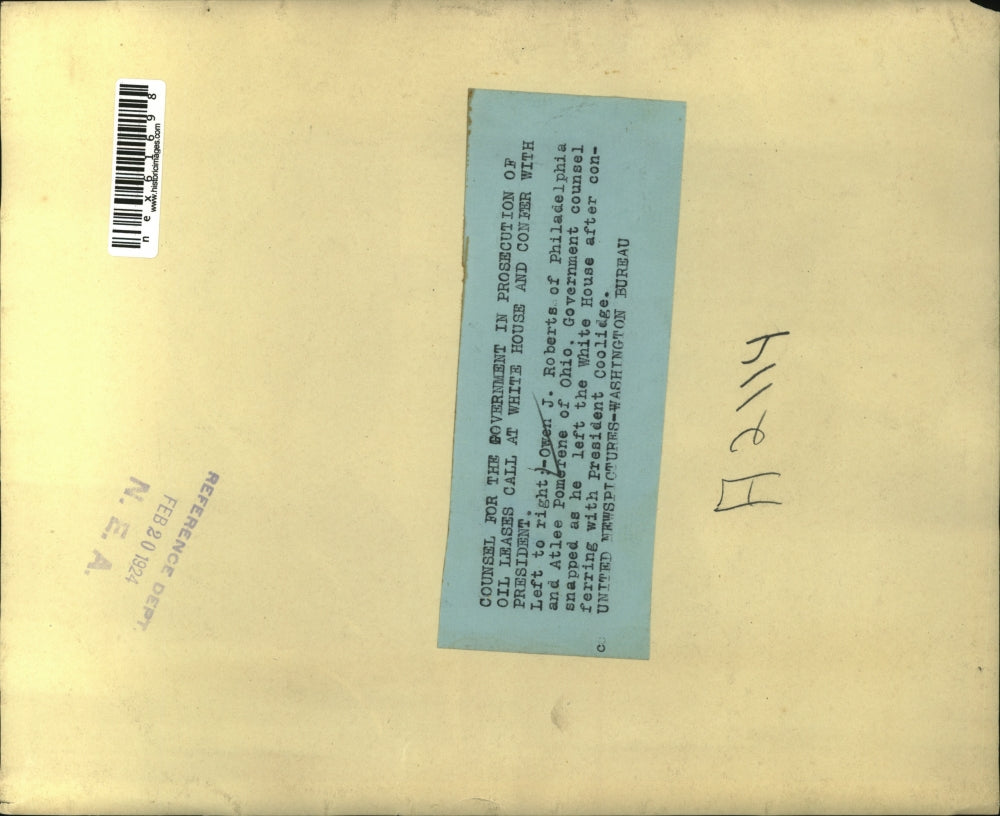 nex61698
www.historicimages.com
COUNSEL FOR THE GOVERNMENT IN PROSECUTION OF
OIL LEASES CALL AT WHITE HOUSE AND CONFER WITH
PRESIDENT.
Left to right;-Owen J. Roberts of Philadelphia
and Atlee Pomerene of Ohio, Government counsel
snapped as he left the White House after con-
ferring with President Coolidge.
UNITED NEWSPICTURES-WASHINGTON BUREAU
REFERENCE DEPT.
FEB 20 1924
N. E. A.